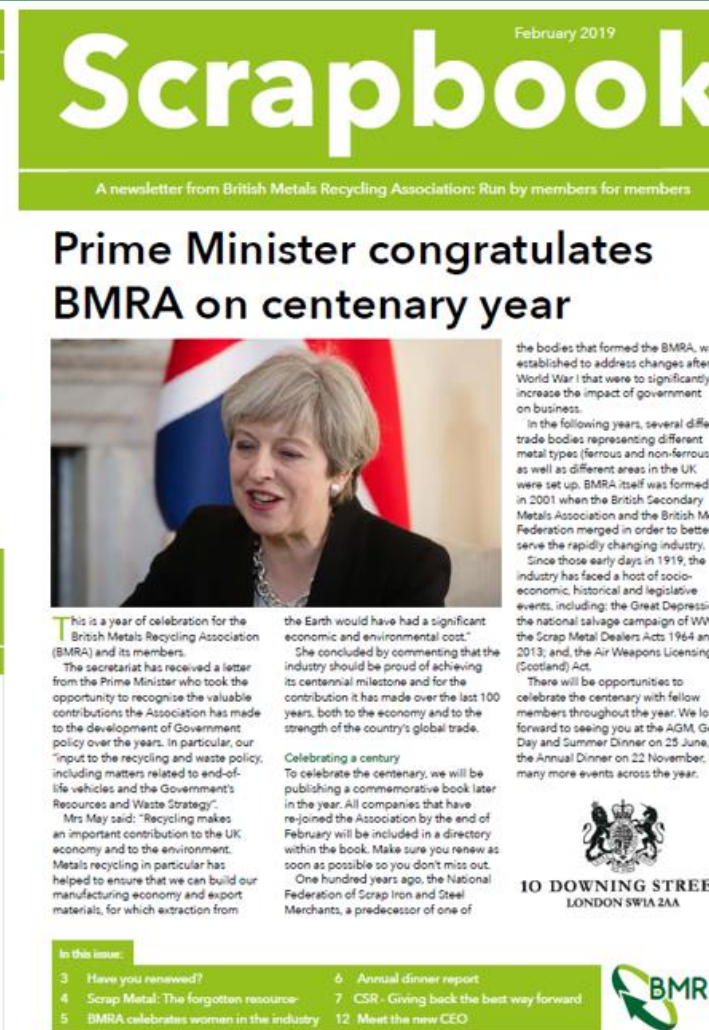 February 2019
Scrapbook
A newsletter from British Metals Recycling Association: Run by members for members
Prime Minister congratulates
BMRA on centenary year
This is a year of celebration for the
British Metals Recycling Association
(BMRA) and its members.
The secretariat has received a letter
from the Prime Minister who took the
opportunity to recognise the valuable
contributions the Association has made
to the development of Government
policy over the years. In particular, our
"input to the recycling and waste policy,
including matters related to end-of-
life vehicles and the Government's
Resources and Waste Strategy".
Mrs May said: "Recycling makes
an important contribution to the UK
economy and to the environment.
Metals recycling in particular has
helped to ensure that we can build our
manufacturing economy and export
materials, for which extraction from
the Earth would have had a significant
economic and environmental cost."
She concluded by commenting that the
industry should be proud of achieving
its centennial milestone and for the
contribution it has made over the last 100
years, both to the economy and to the
strength of the country's global trade.
Celebrating a century
To celebrate the centenary, we will be
publishing a commemorative book later
in the year. All companies that have
re-joined the Association by the end of
February will be included in a directory
within the book. Make sure you renew as
soon as possible so you don't miss out.
One hundred years ago, the National
Federation of Scrap Iron and Steel
Merchants, a predecessor of one of
the bodies that formed the BMRA,
established to address changes after
World War I that were to significantly
increase the impact of government
on business.
In the following years, several
trade bodies representing different
metal types (ferrous and non-ferrous
as well as different areas in the UK
were set up. BMRA itself was formed
in 2001 when the British Secondary
Metals Association and the British
Federation merged in order to better
serve the rapidly changing industry.
Since those early days in 1919, the
industry has faced a host of socio-
economic, historical and legislative
events, including: the Great
the national salvage campaign of
the Scrap Metal Dealers Acts 1964
2013; and, the Air Weapons Licensing
(Scotland) Act.
There will be opportunities to
celebrate the centenary with fellow
members throughout the year. We
forward to seeing you at the AGM,
Day and Summer Dinner on 25 June,
the Annual Dinner on 22 November,
many more events across the year.
10 DOWNING STREE
LONDON SW1A 2AA
In this issue:
3 Have you renewed?
4 Scrap Metal: The forgotten resource-
5 BMRA celebrates women in the industry
6 Annual dinner report
7 CSR - Giving back the best way forward
12 Meet the new CEO
BMR